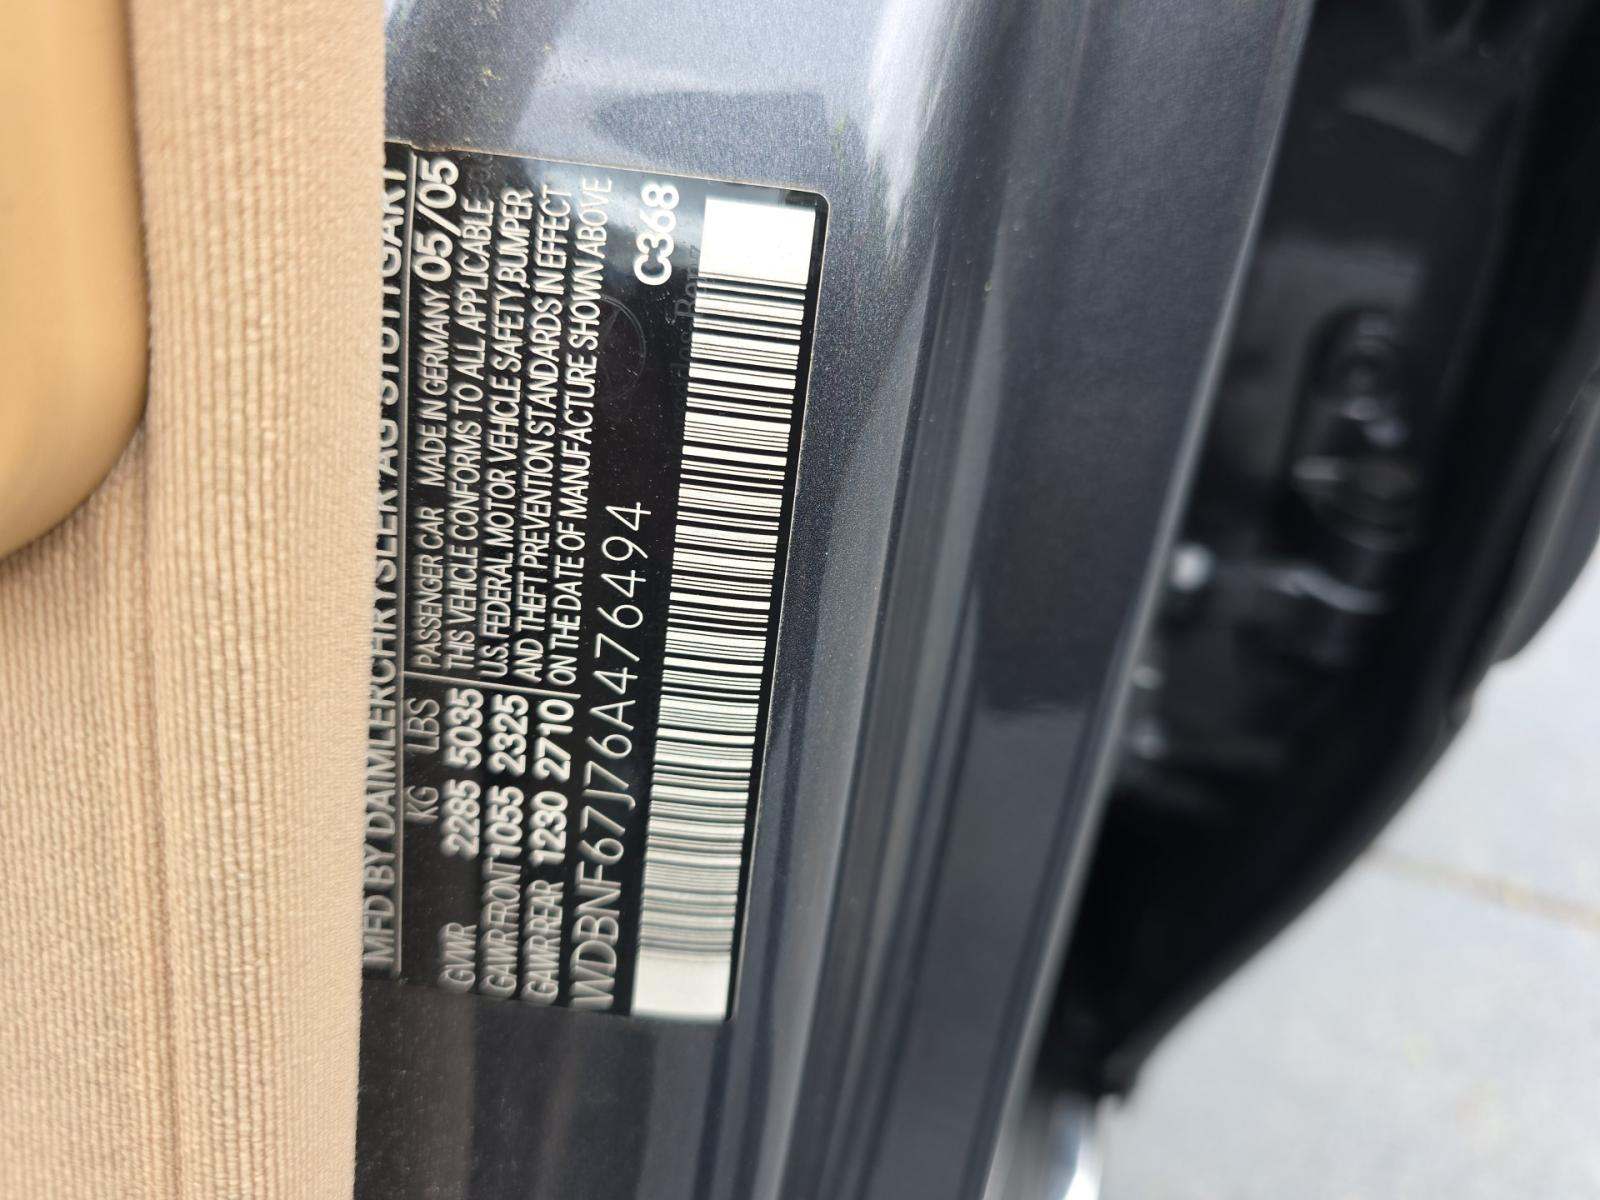 MFD BY DAIMLERCHRYSLER AG STUTTGART
KG LBS
GVWR 2285 5035
GAWR FRONT 1055 2325
GAWR REAR 1230 2710
PASSENGER CAR MADE IN GERMANY 05/05
THIS VEHICLE CONFORMS TO ALL APPLICABLE
U.S. FEDERAL MOTOR VEHICLE SAFETY,BUMPER
AND THEFT PREVENTION STANDARDS IN EFFECT
ON THE DATE OF MANUFACTURE SHOWN ABOVE
WDBNF67J76A476494 C368